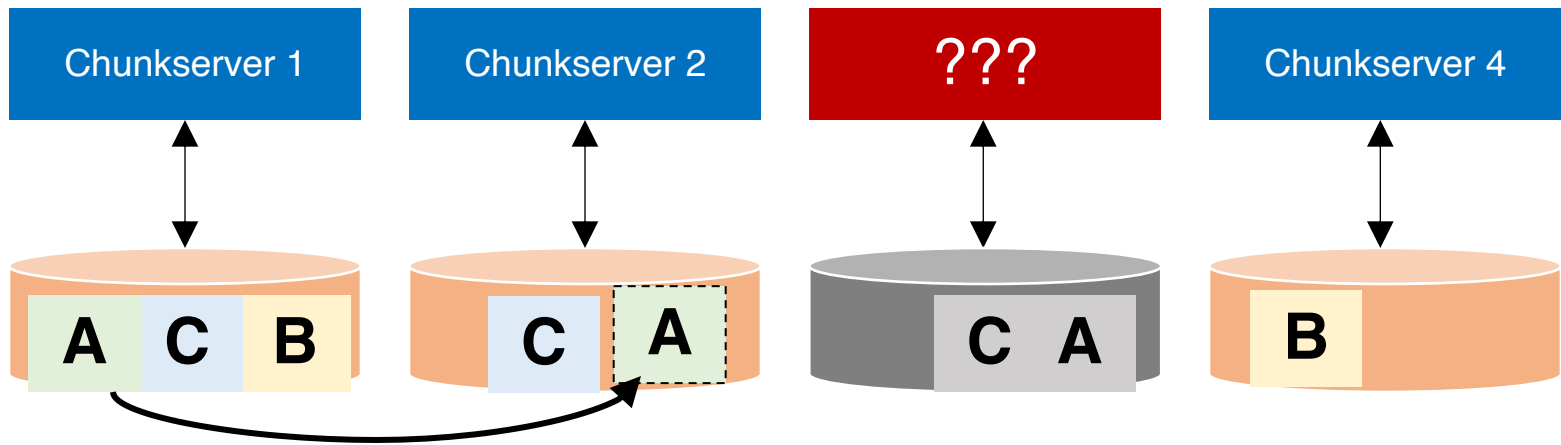 Chunkserver 1
Chunkserver 2
???
Chunkserver 4
A C B
C A
C A
B